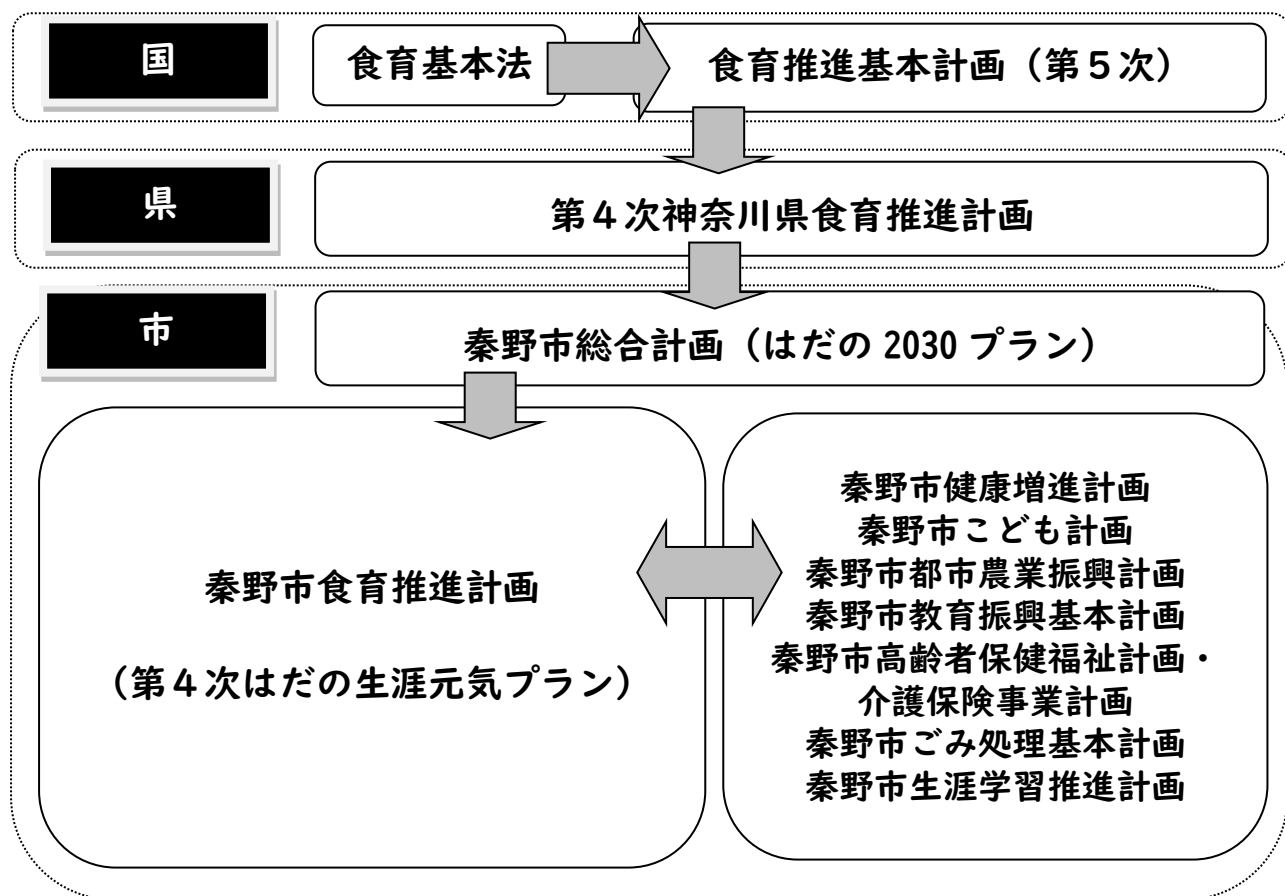 国
食育基本法
食育推進基本計画（第５次）
県
第４次神奈川県食育推進計画
市
秦野市総合計画（はだの 2030 プラン）
秦野市食育推進計画
（第４次はだの生涯元気プラン）
秦野市健康増進計画
秦野市こども計画
秦野市都市農業振興計画
秦野市教育振興基本計画
秦野市高齢者保健福祉計画・
介護保険事業計画
秦野市ごみ処理基本計画
秦野市生涯学習推進計画